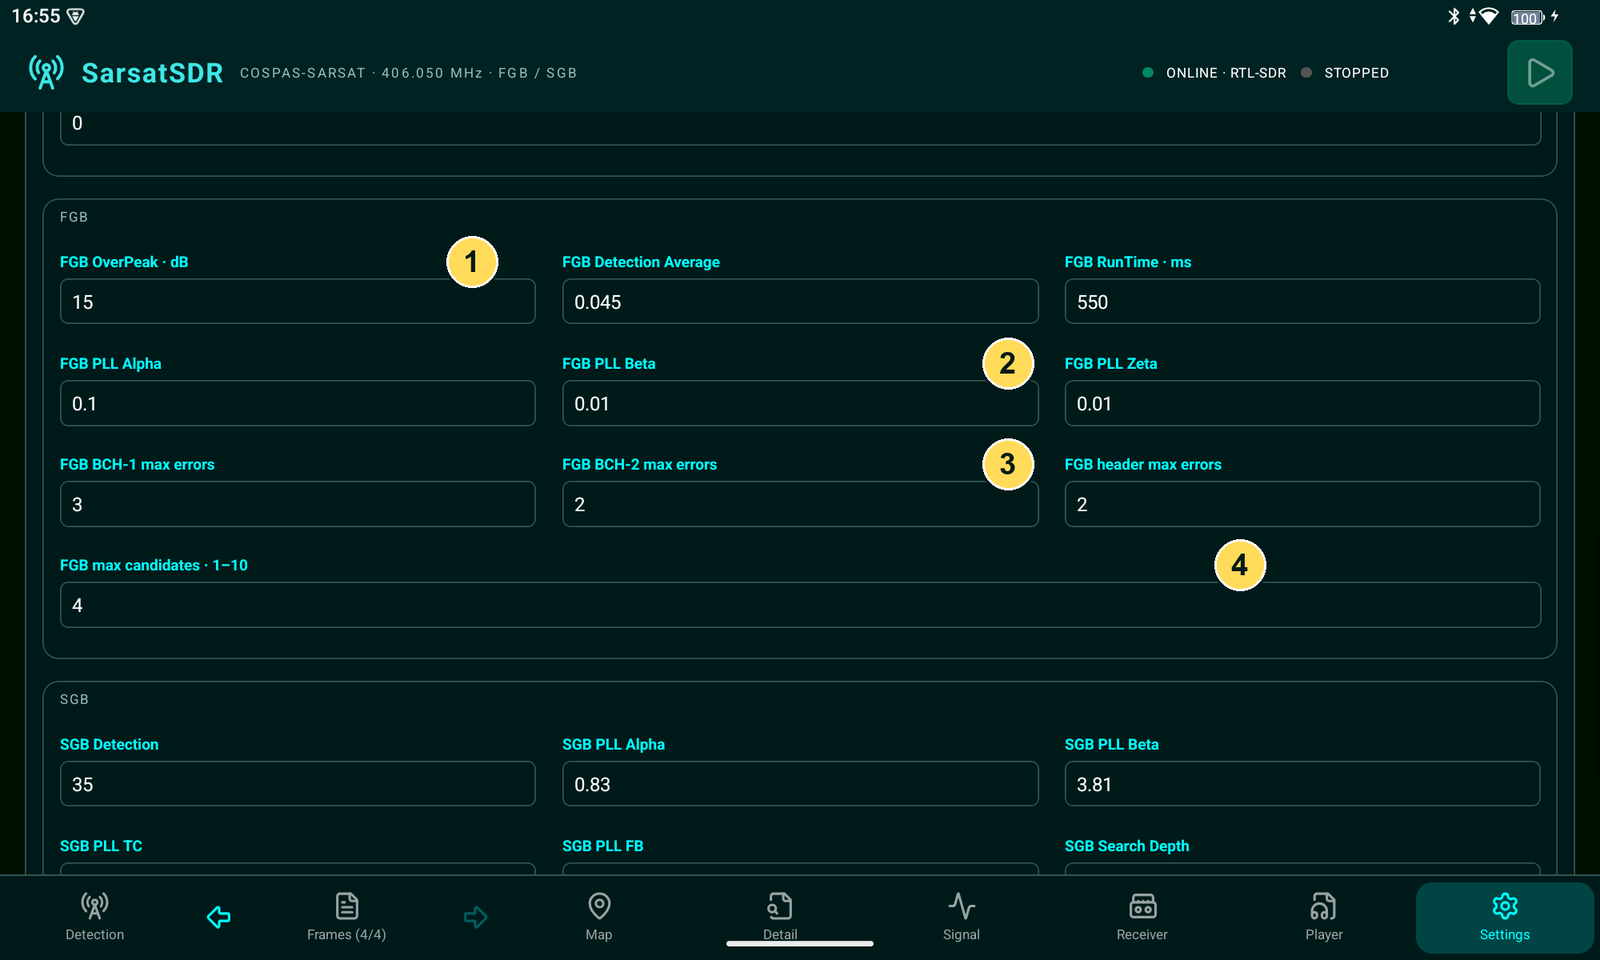 16:55
100
SarsatSDR COSPAS-SARSAT · 406.050 MHz · FGB / SGB
ONLINE · RTL-SDR STOPPED
0
FGB
FGB OverPeak · dB FGB Detection Average FGB RunTime · ms
1
15 0.045 550
FGB PLL Alpha FGB PLL Beta FGB PLL Zeta
2
0.1 0.01 0.01
FGB BCH-1 max errors FGB BCH-2 max errors FGB header max errors
3
3 2 2
FGB max candidates · 1–10
4
4
SGB
SGB Detection SGB PLL Alpha SGB PLL Beta
35 0.83 3.81
SGB PLL TC SGB PLL FB SGB Search Depth
Detection Frames (4/4) Map Detail Signal Receiver Player Settings